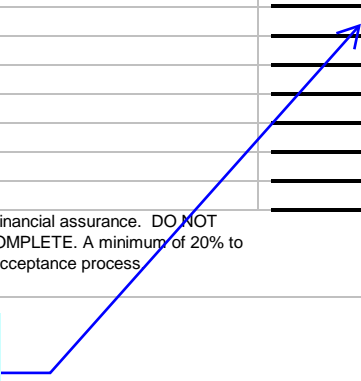 inancial assurance. DO NOT
OMPLETE. A minimum of 20% to
cceptance process